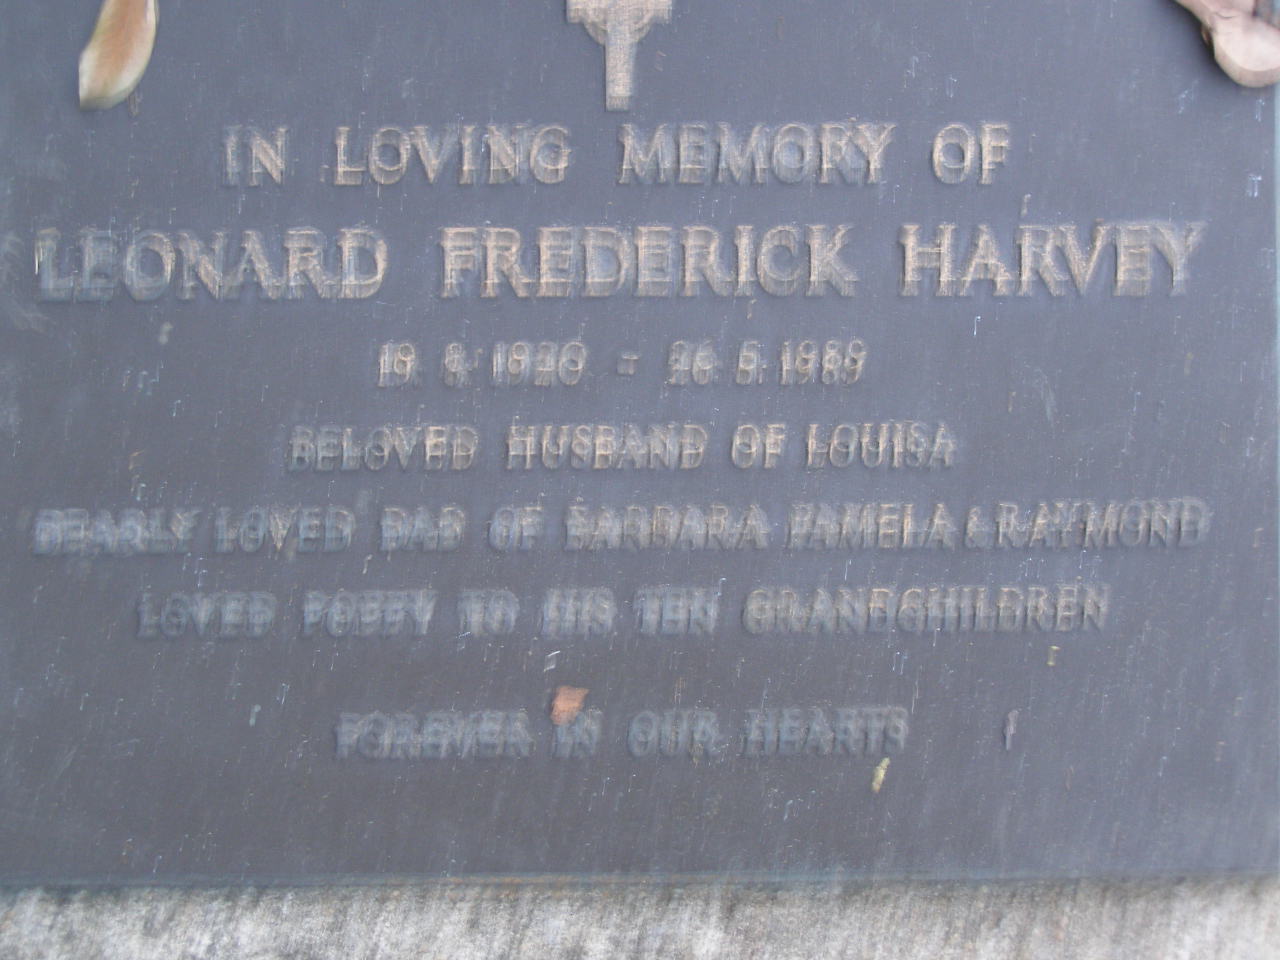 IN LOVING MEMORY OF
LEONARD FREDERICK HARVEY
19 8 1920 - 26 5 1989
BELOVED HUSBAND OF LOUISA
DEARLY LOVED DAD OF BARBARA PAMELA & RAYMOND
LOVED POPPY TO HIS TEN GRANDCHILDREN
FOREVER IN OUR HEARTS